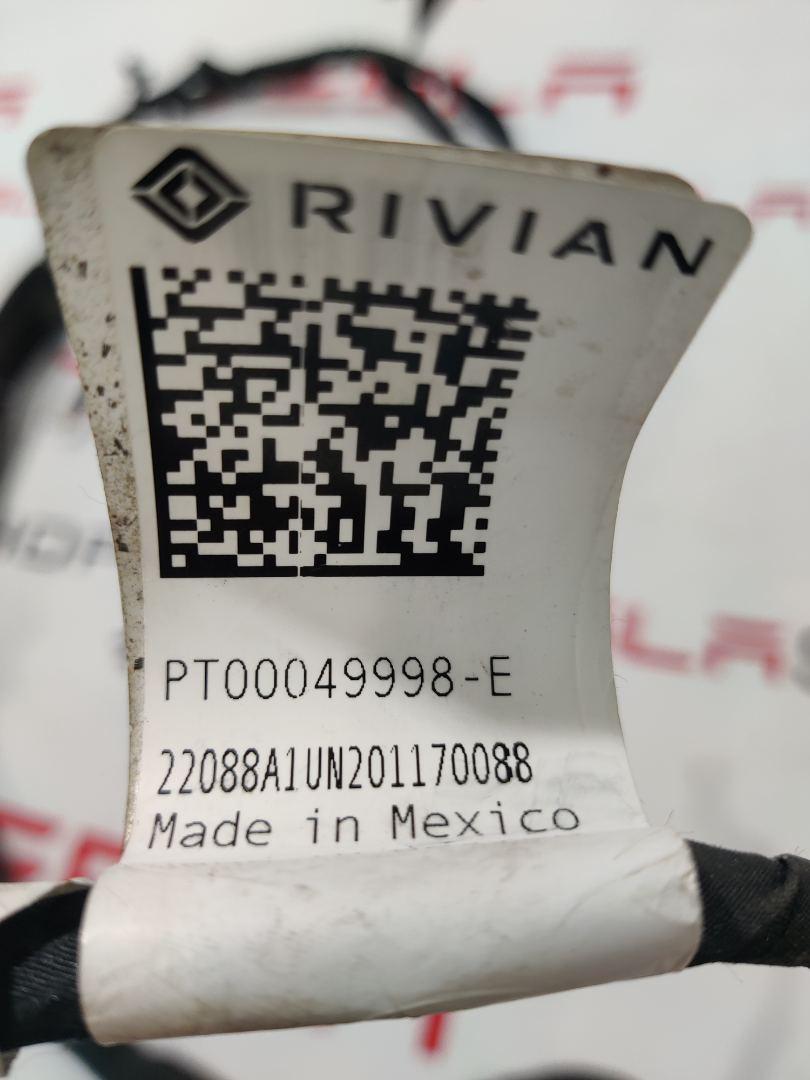 RIVIAN
PT00049998-E
22088A1UN201170088
Made in Mexico